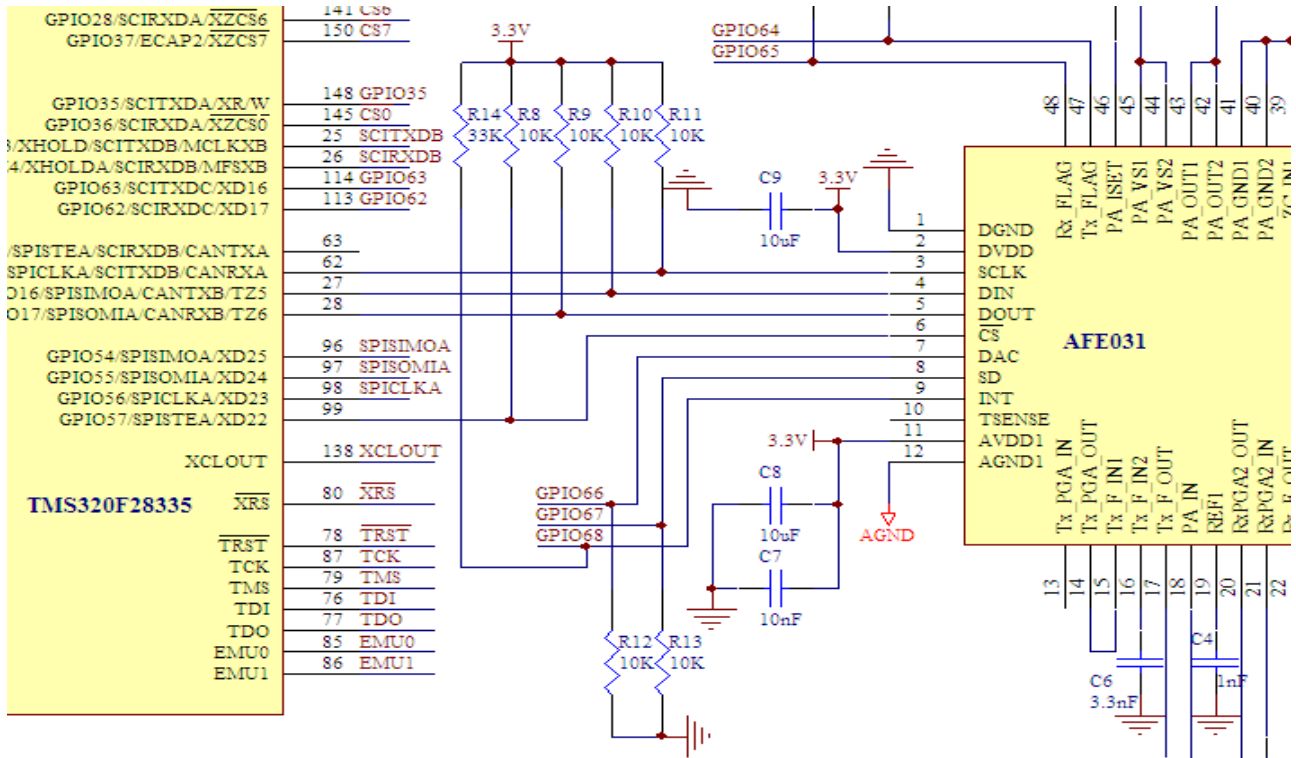 GPIO28/SCIRXDA/XZCS6 141 CS6
GPIO37/ECAP2/XZCS7 150 CS7
GPIO35/SCITXDA/XR/W 148 GPIO35
GPIO36/SCIRXDA/XZCS0 145 CS0
3/XHOLD/SCITXDB/MCLKXB 25 SCITXDB
4/XHOLDA/SCIRXDB/MFSXB 26 SCIRXDB
GPIO63/SCITXDC/XD16 114 GPIO63
GPIO62/SCIRXDC/XD17 113 GPIO62
/SPISTEA/SCIRXDB/CANTXA 63
SPICLKA/SCITXDB/CANRXA 62
O16/SPISIMOA/CANTXB/TZ5 27
O17/SPISOMIA/CANRXB/TZ6 28
GPIO54/SPISIMOA/XD25 96 SPISIMOA
GPIO55/SPISOMIA/XD24 97 SPISOMIA
GPIO56/SPICLKA/XD23 98 SPICLKA
GPIO57/SPISTEA/XD22 99
XCLOUT 138 XCLOUT
TMS320F28335
XRS 80 XRS
TRST 78 TRST
TCK 87 TCK
TMS 79 TMS
TDI 76 TDI
TDO 77 TDO
EMU0 85 EMU0
EMU1 86 EMU1
3.3V
R14 R8 R9 R10 R11
33K 10K 10K 10K 10K
GPIO64
GPIO65
C9 3.3V
10uF
GPIO66
GPIO67
GPIO68
3.3V
C8
10uF
C7
10nF
AGND
R12 R13
10K 10K
48 47 46 45 44 43 42 41 40 39
Rx_FLAG
Tx_FLAG
PA_ISET
PA_VS1
PA_VS2
PA_OUT1
PA_OUT2
PA_GND1
PA_GND2
ZC_IN1
1 DGND
2 DVDD
3 SCLK
4 DIN
5 DOUT
6 CS
7 DAC
8 SD
9 INT
10 TSENSE
11 AVDD1
12 AGND1
AFE031
Tx_PGA_IN
Tx_PGA_OUT
Tx_F_IN1
Tx_F_IN2
Tx_F_OUT
PA_IN
REF1
RxPGA2_OUT
RxPGA2_IN
Rx_F_OUT
13 14 15 16 17 18 19 20 21 22
C6
3.3nF
C4
1nF